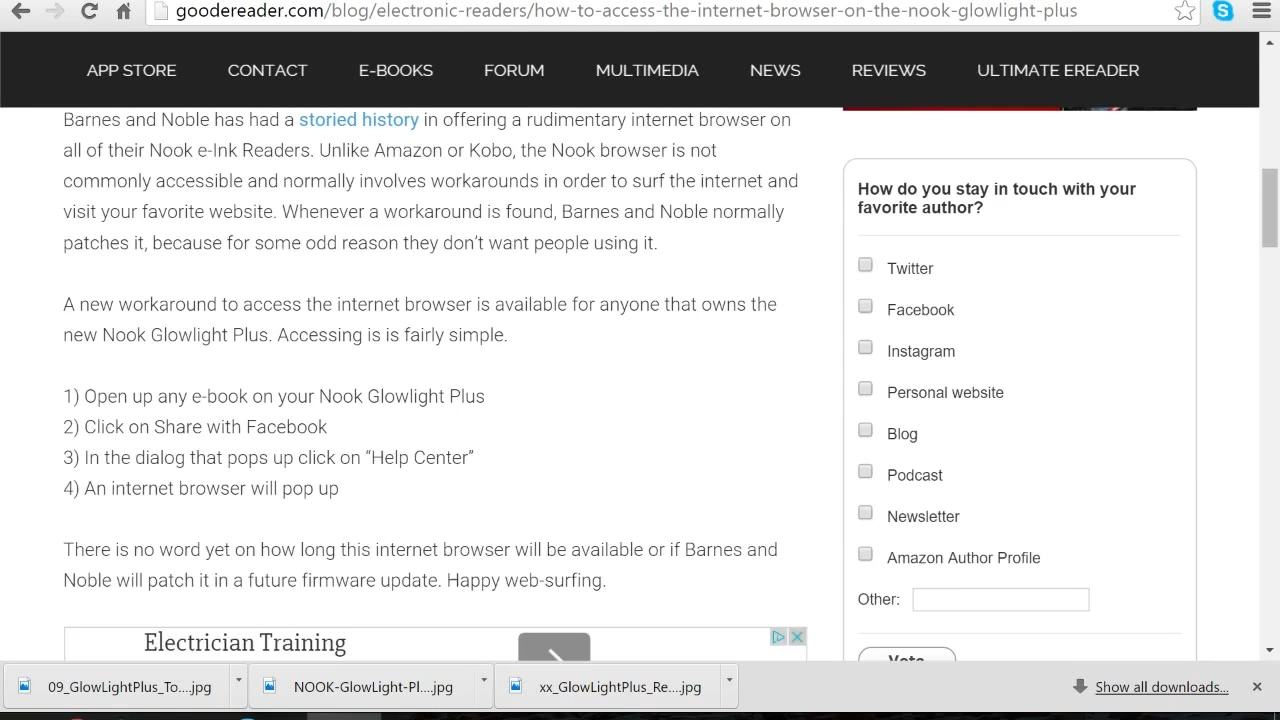 goodereader.com/blog/electronic-readers/how-to-access-the-internet-browser-on-the-nook-glowlight-plus
APP STORE CONTACT E-BOOKS FORUM MULTIMEDIA NEWS REVIEWS ULTIMATE EREADER
Barnes and Noble has had a storied history in offering a rudimentary internet browser on
all of their Nook e-Ink Readers. Unlike Amazon or Kobo, the Nook browser is not
commonly accessible and normally involves workarounds in order to surf the internet and
visit your favorite website. Whenever a workaround is found, Barnes and Noble normally
patches it, because for some odd reason they don’t want people using it.
A new workaround to access the internet browser is available for anyone that owns the
new Nook Glowlight Plus. Accessing is is fairly simple.
1) Open up any e-book on your Nook Glowlight Plus
2) Click on Share with Facebook
3) In the dialog that pops up click on “Help Center”
4) An internet browser will pop up
There is no word yet on how long this internet browser will be available or if Barnes and
Noble will patch it in a future firmware update. Happy web-surfing.
Electrician Training
How do you stay in touch with your
favorite author?
Twitter
Facebook
Instagram
Personal website
Blog
Podcast
Newsletter
Amazon Author Profile
Other:
Vote
09_GlowLightPlus_To....jpg
NOOK-GlowLight-Pl....jpg
xx_GlowLightPlus_Re....jpg
Show all downloads...